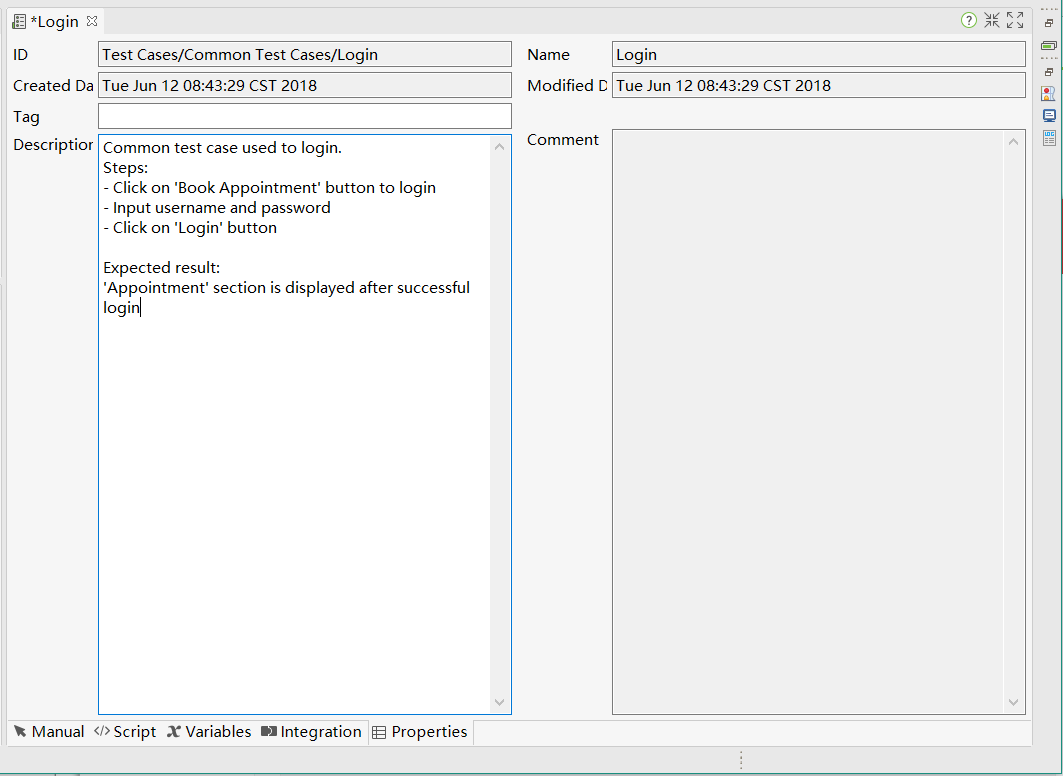 *Login
ID
Test Cases/Common Test Cases/Login
Name
Login
Created Da
Tue Jun 12 08:43:29 CST 2018
Modified D
Tue Jun 12 08:43:29 CST 2018
Tag
Description
Common test case used to login.
Steps:
- Click on 'Book Appointment' button to login
- Input username and password
- Click on 'Login' button
Expected result:
'Appointment' section is displayed after successful
login
Comment
Manual
</> Script
Variables
Integration
Properties